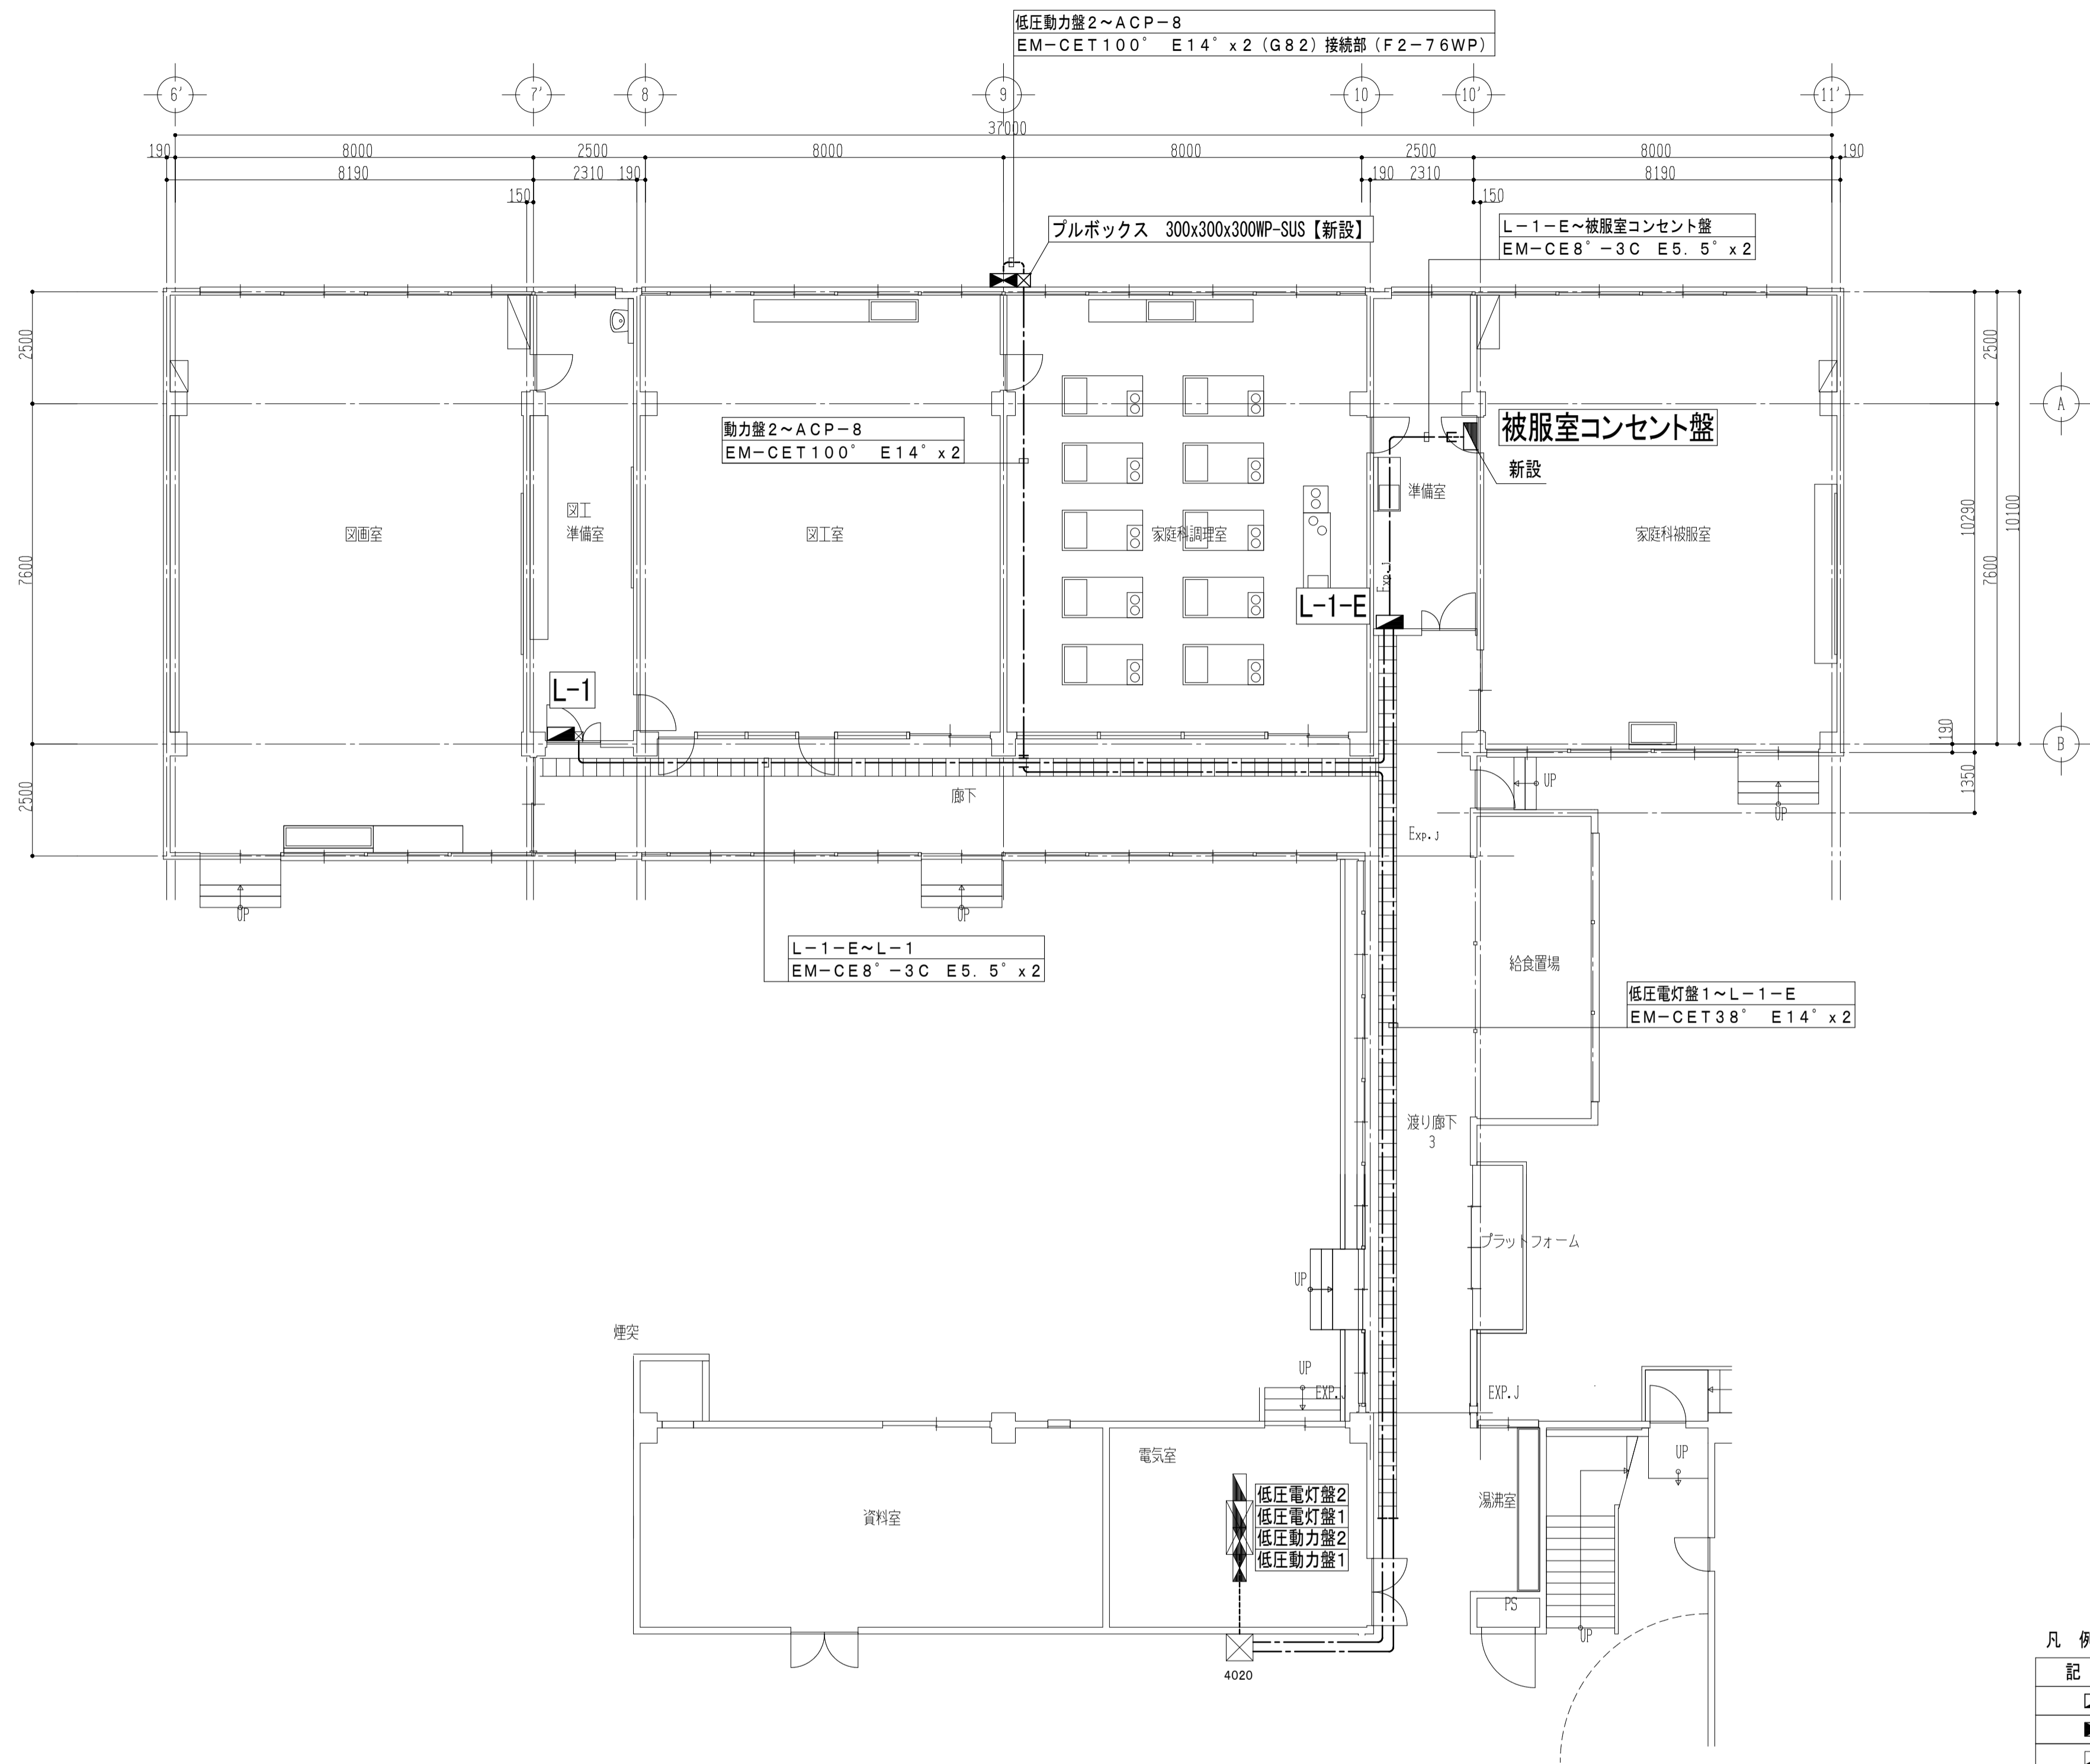 低圧動力盤2～ACP－8
EM－CET100° E14°x2（G82）接続部（F2－76WP）
6' 7' 8 9 10 10' 11'
37000
190 8000 2500 8000 8000 2500 8000 190
8190 2310 190 190 2310 8190
150 150
プルボックス 300x300x300WP-SUS【新設】
L－1－E～被服室コンセント盤
EM－CE8°－3C E5．5°x2
2500 2500
A
動力盤2～ACP－8
EM－CET100° E14°x2
E
被服室コンセント盤
新設
準備室
図工
準備室
図画室 図工室 家庭科調理室 家庭科被服室
7600 10290 10100
7600
Exp.J
L-1-E
L-1
190
B
2500 1350
廊下
UP
UP
Exp.J
UP UP
L－1－E～L－1
EM－CE8°－3C E5．5°x2
給食置場
低圧電灯盤1～L－1－E
EM－CET38° E14°x2
渡り廊下
3
プラットフォーム
UP
煙突
UP
EXP.J EXP.J
電気室
UP
低圧電灯盤2
低圧電灯盤1
低圧動力盤2
低圧動力盤1
湯沸室
資料室
PS
UP
4020
凡 例
記